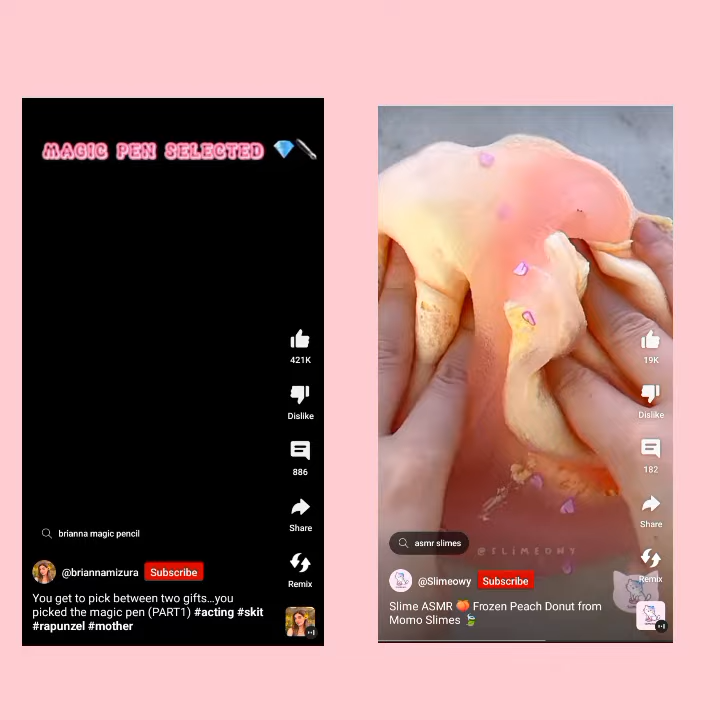 MAGIC PEN SELECTED
421K
Dislike
886
Share
Remix
brianna magic pencil
@briannamizura
Subscribe
You get to pick between two gifts...you
picked the magic pen (PART1) #acting #skit
#rapunzel #mother
19K
Dislike
182
Share
Remix
asmr slimes
@SLiMEOWY
@Slimeowy
Subscribe
Slime ASMR 🍑 Frozen Peach Donut from
Momo Slimes 🍃